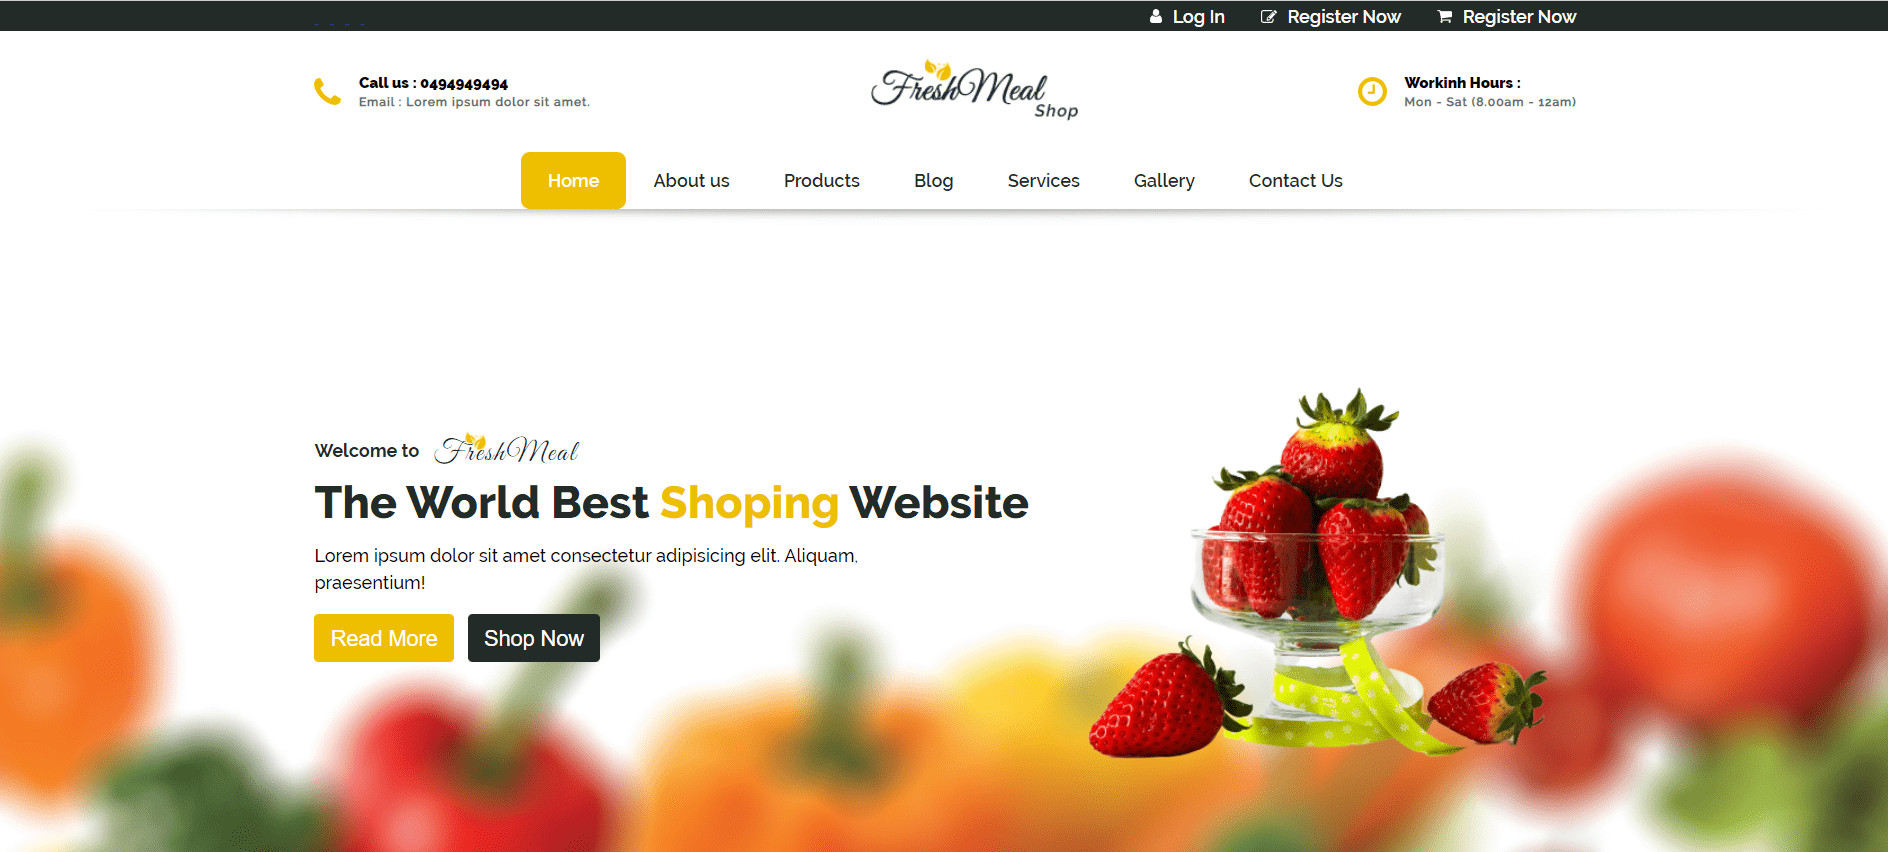 Log In Register Now Register Now
Call us : 0494949494
Email : Lorem ipsum dolor sit amet.
FreshMeal
Shop
Workinh Hours :
Mon - Sat (8.00am - 12am)
Home About us Products Blog Services Gallery Contact Us
Welcome to FreshMeal
The World Best Shoping Website
Lorem ipsum dolor sit amet consectetur adipisicing elit. Aliquam,
praesentium!
Read More Shop Now